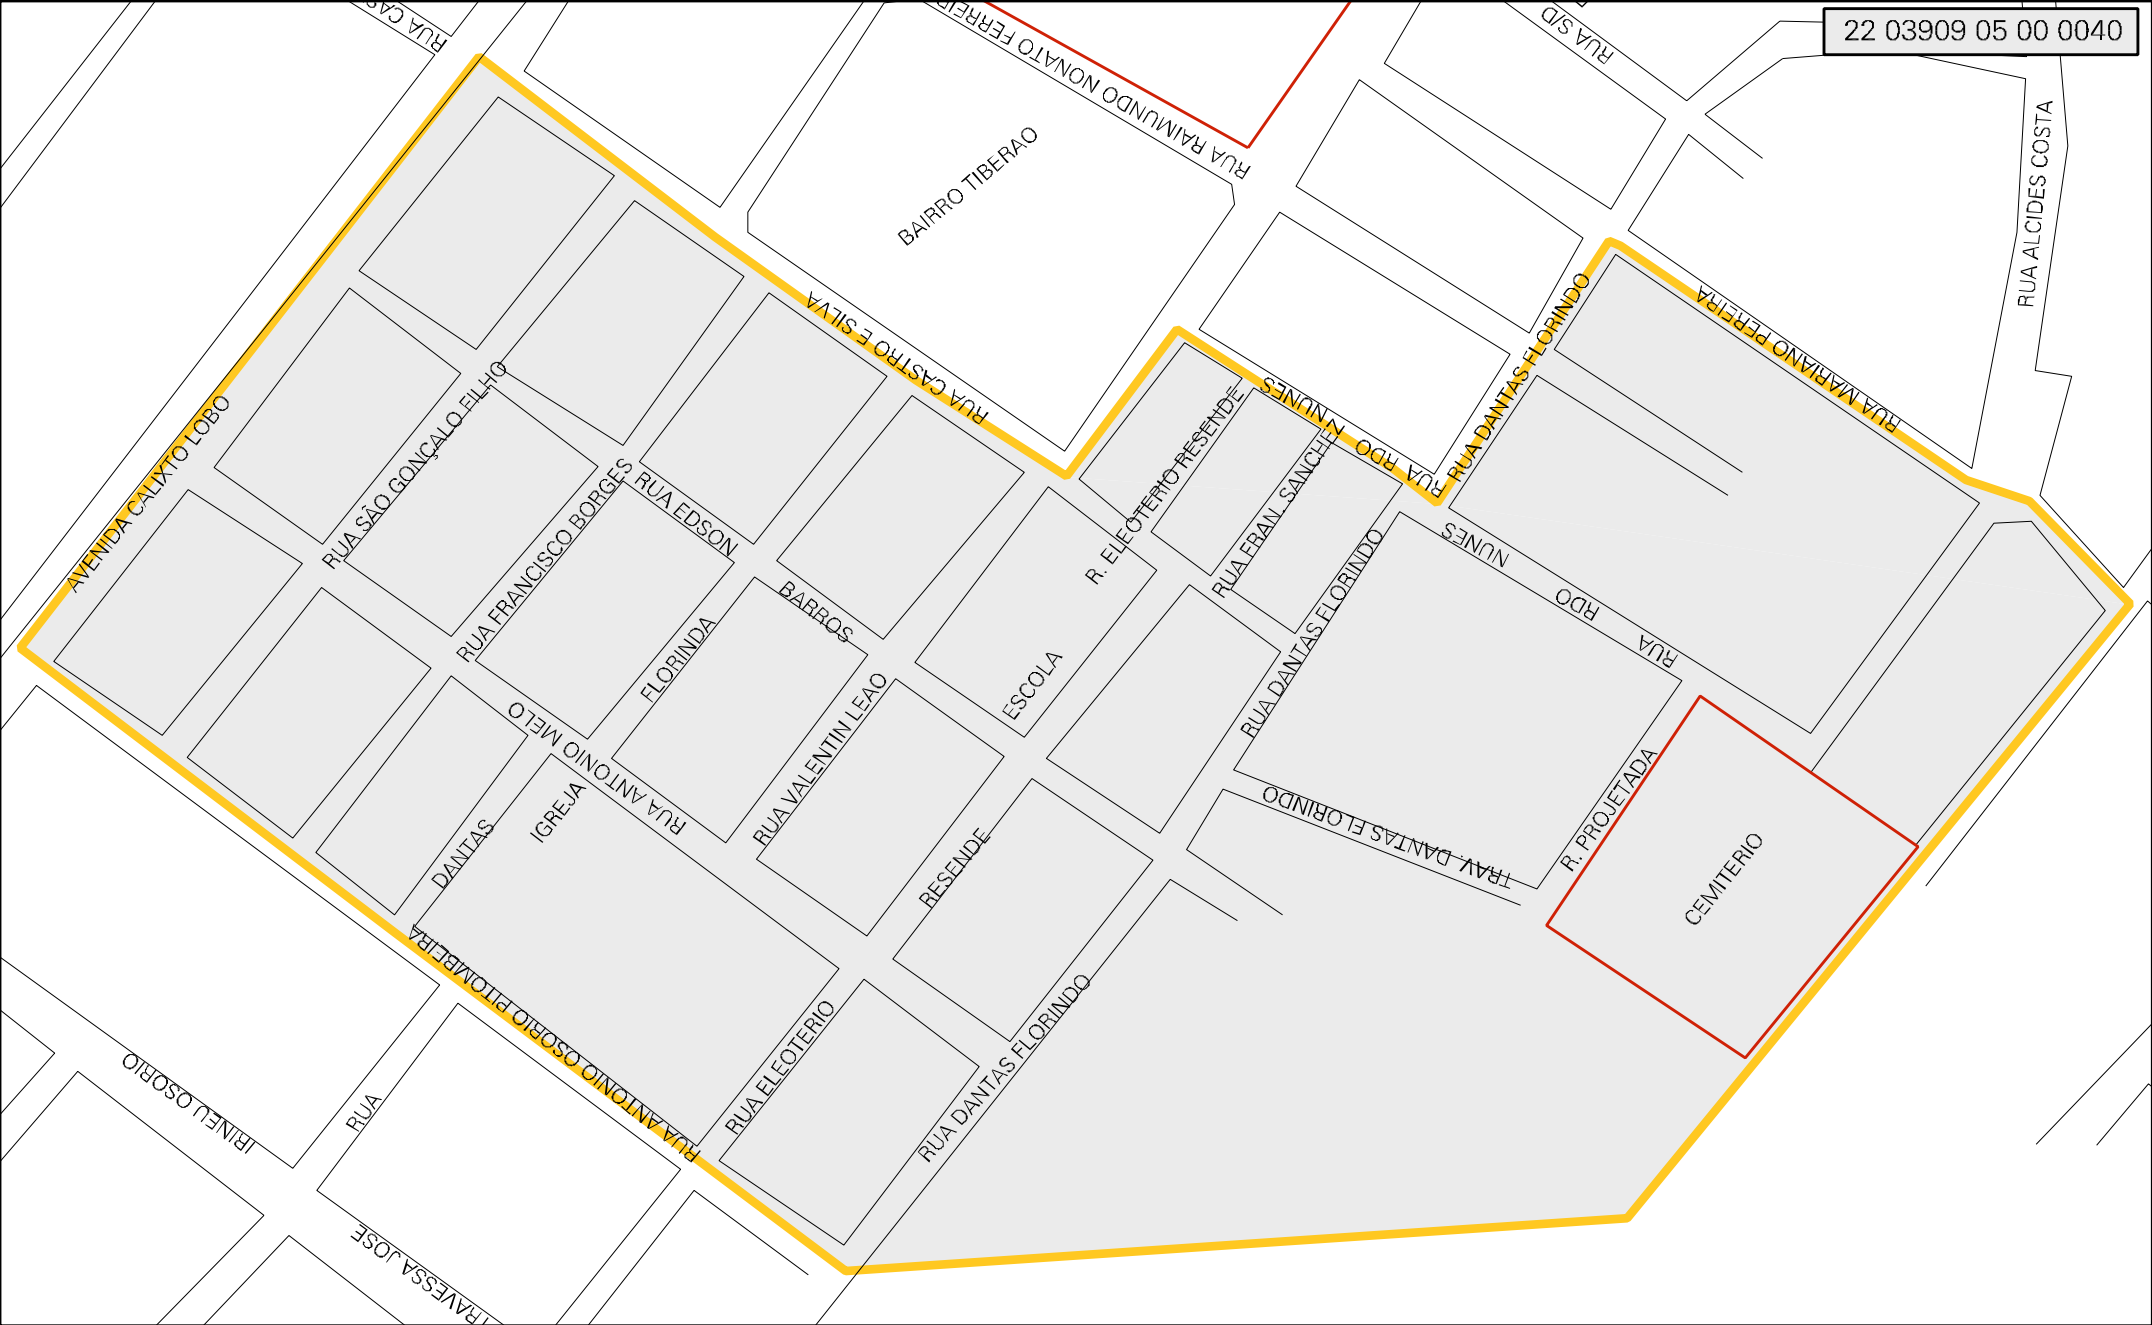 22 03909 05 00 0040
RUA
RUA RAIMUNDO NONATO FERREIR
RUA S/D
RUA ALCIDES COSTA
BAIRRO TIBERAO
RUA CASTRO E SILVA
RUA MARIANO PEREIRA
RUA DANTAS FLORINDO
RUA RDO NUNES
AVENIDA CALIXTO LOBO
RUA SÃO GONÇALO FILHO
RUA FRANCISCO BORGES
RUA EDSON
BARROS
R. ELEOTERIO RESENDE
RUA FRAN. SANCHE
RUA DANTAS FLORINDO
RUA RDO NUNES
FLORINDA
ESCOLA
RUA ANTONIO MELO
RUA VALENTIN LEAO
IGREJA
DANTAS
RESENDE
TRAV. DANTAS FLORINDO
R. PROJETADA
CEMITERIO
RUA ANTONIO OSORIO PITOMBEIRA
RUA ELEOTERIO
RUA DANTAS FLORINDO
IRINEU OSORIO
RUA
TRAVESSA JOSE